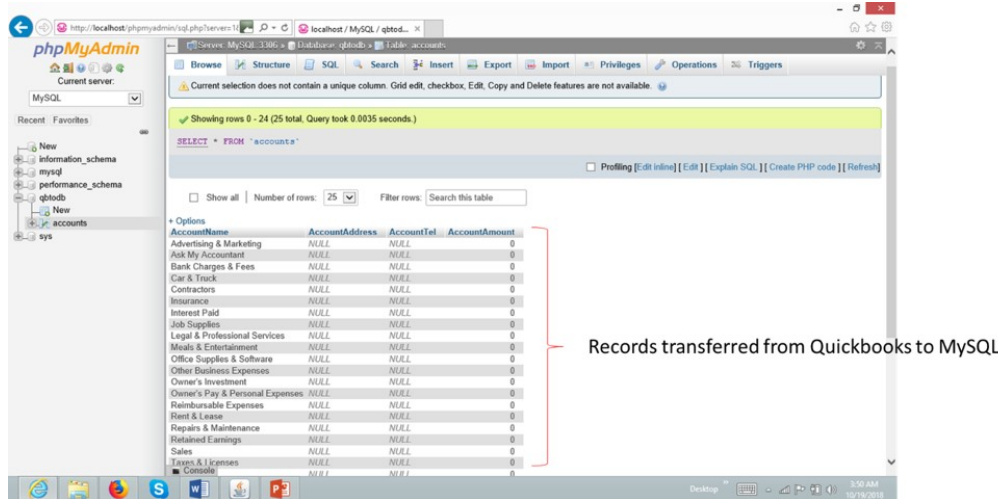 http://localhost/phpmyadmin/sql.php?server=1&
localhost / MySQL / qbtod...
phpMyAdmin
Server: MySQL:3306 » Database: qbtodb » Table: accounts
Browse Structure SQL Search Insert Export Import Privileges Operations Triggers
Current server:
MySQL
Recent Favorites
New
information_schema
mysql
performance_schema
qbtodb
New
accounts
sys
Current selection does not contain a unique column. Grid edit, checkbox, Edit, Copy and Delete features are not available.
Showing rows 0 - 24 (25 total, Query took 0.0035 seconds.)
SELECT * FROM `accounts`
Profiling [Edit inline] [ Edit ] [ Explain SQL ] [ Create PHP code ] [ Refresh]
Show all Number of rows: 25 Filter rows: Search this table
+ Options
AccountName AccountAddress AccountTel AccountAmount
Advertising & Marketing NULL NULL 0
Ask My Accountant NULL NULL 0
Bank Charges & Fees NULL NULL 0
Car & Truck NULL NULL 0
Contractors NULL NULL 0
Insurance NULL NULL 0
Interest Paid NULL NULL 0
Job Supplies NULL NULL 0
Legal & Professional Services NULL NULL 0
Meals & Entertainment NULL NULL 0
Office Supplies & Software NULL NULL 0
Other Business Expenses NULL NULL 0
Owner's Investment NULL NULL 0
Owner's Pay & Personal Expenses NULL NULL 0
Reimbursable Expenses NULL NULL 0
Rent & Lease NULL NULL 0
Repairs & Maintenance NULL NULL 0
Retained Earnings NULL NULL 0
Sales NULL NULL 0
Taxes & Licenses NULL NULL 0
Console NULL NULL 0
Records transferred from Quickbooks to MySQL
Desktop
3:50 AM
10/19/2018